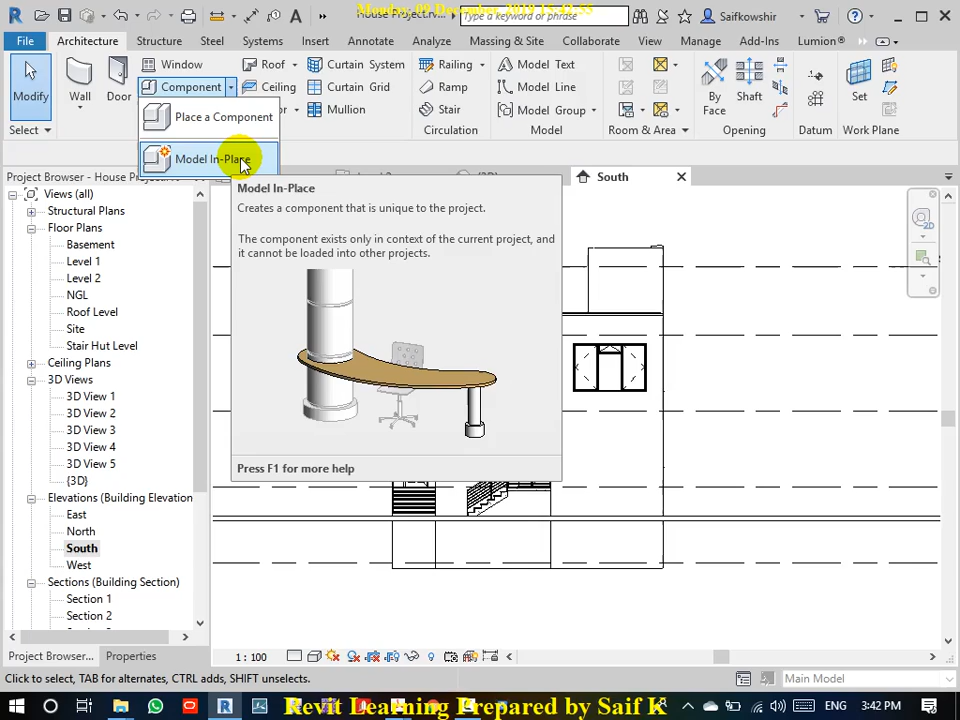 Monday, 09 December, 2019 15:42:55
House Project.rv...
Type a keyword or phrase
Saifkowshir
File
Architecture
Structure
Steel
Systems
Insert
Annotate
Analyze
Massing & Site
Collaborate
View
Manage
Add-Ins
Lumion®
Modify
Wall
Door
Window
Component
Roof
Ceiling
Curtain System
Curtain Grid
Mullion
Railing
Ramp
Stair
Model Text
Model Line
Model Group
By
Face
Shaft
Set
Select
Circulation
Model
Room & Area
Opening
Datum
Work Plane
Place a Component
Model In-Place
Project Browser - House Project.rv
South
Model In-Place
Creates a component that is unique to the project.
The component exists only in context of the current project, and
it cannot be loaded into other projects.
Press F1 for more help
Views (all)
Structural Plans
Floor Plans
Basement
Level 1
Level 2
NGL
Roof Level
Site
Stair Hut Level
Ceiling Plans
3D Views
3D View 1
3D View 2
3D View 3
3D View 4
3D View 5
{3D}
Elevations (Building Elevation
East
North
South
West
Sections (Building Section)
Section 1
Section 2
2D
Project Browser...
Properties
1 : 100
Click to select, TAB for alternates, CTRL adds, SHIFT unselects.
Main Model
Revit Learning Prepared by Saif K
ENG
3:42 PM